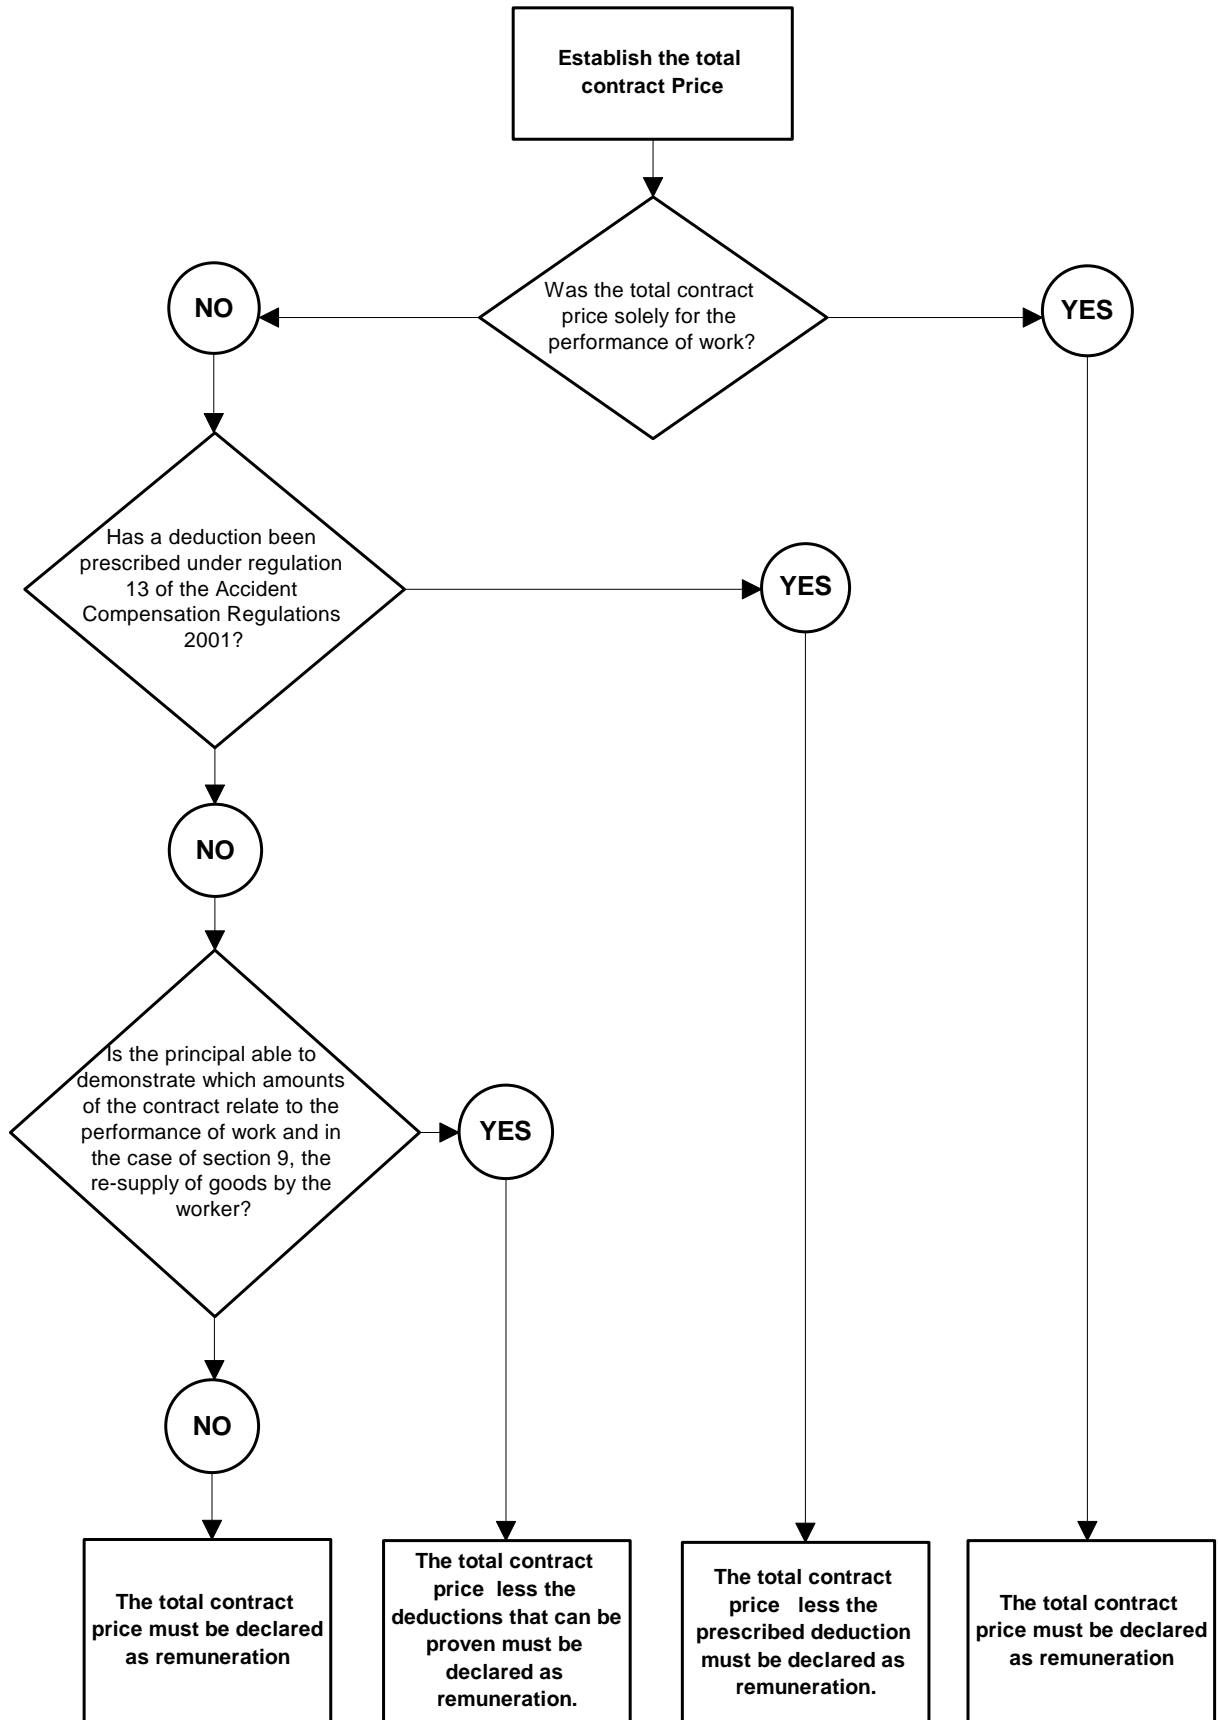 Establish the total
contract Price
Was the total contract
price solely for the
performance of work?
NO
YES
Has a deduction been
prescribed under regulation
13 of the Accident
Compensation Regulations
2001?
YES
NO
Is the principal able to
demonstrate which amounts
of the contract relate to the
performance of work and in
the case of section 9, the
re-supply of goods by the
worker?
YES
NO
The total contract
price must be declared
as remuneration
The total contract
price less the
deductions that can be
proven must be
declared as
remuneration.
The total contract
price less the
prescribed deduction
must be declared as
remuneration.
The total contract
price must be declared
as remuneration